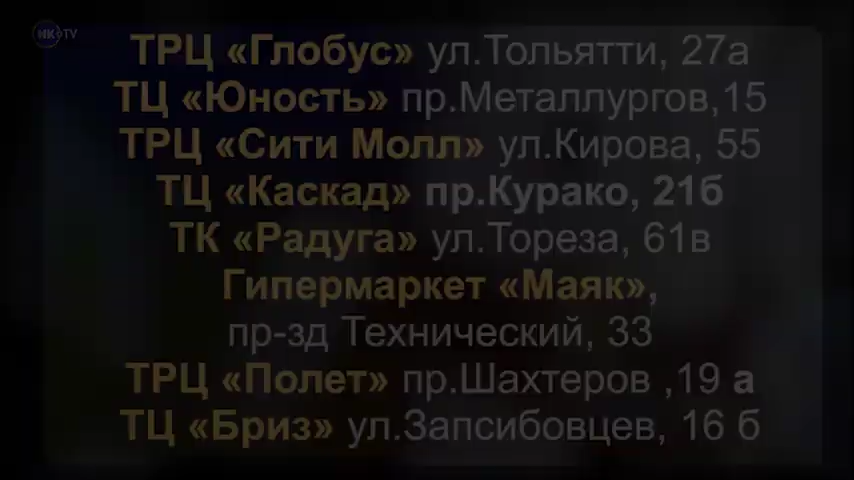 НК TV
ТРЦ «Глобус» ул.Тольятти, 27а
ТЦ «Юность» пр.Металлургов,15
ТРЦ «Сити Молл» ул.Кирова, 55
ТЦ «Каскад» пр.Курако, 21б
ТК «Радуга» ул.Тореза, 61в
Гипермаркет «Маяк»,
пр-зд Технический, 33
ТРЦ «Полет» пр.Шахтеров ,19 а
ТЦ «Бриз» ул.Запсибовцев, 16 б